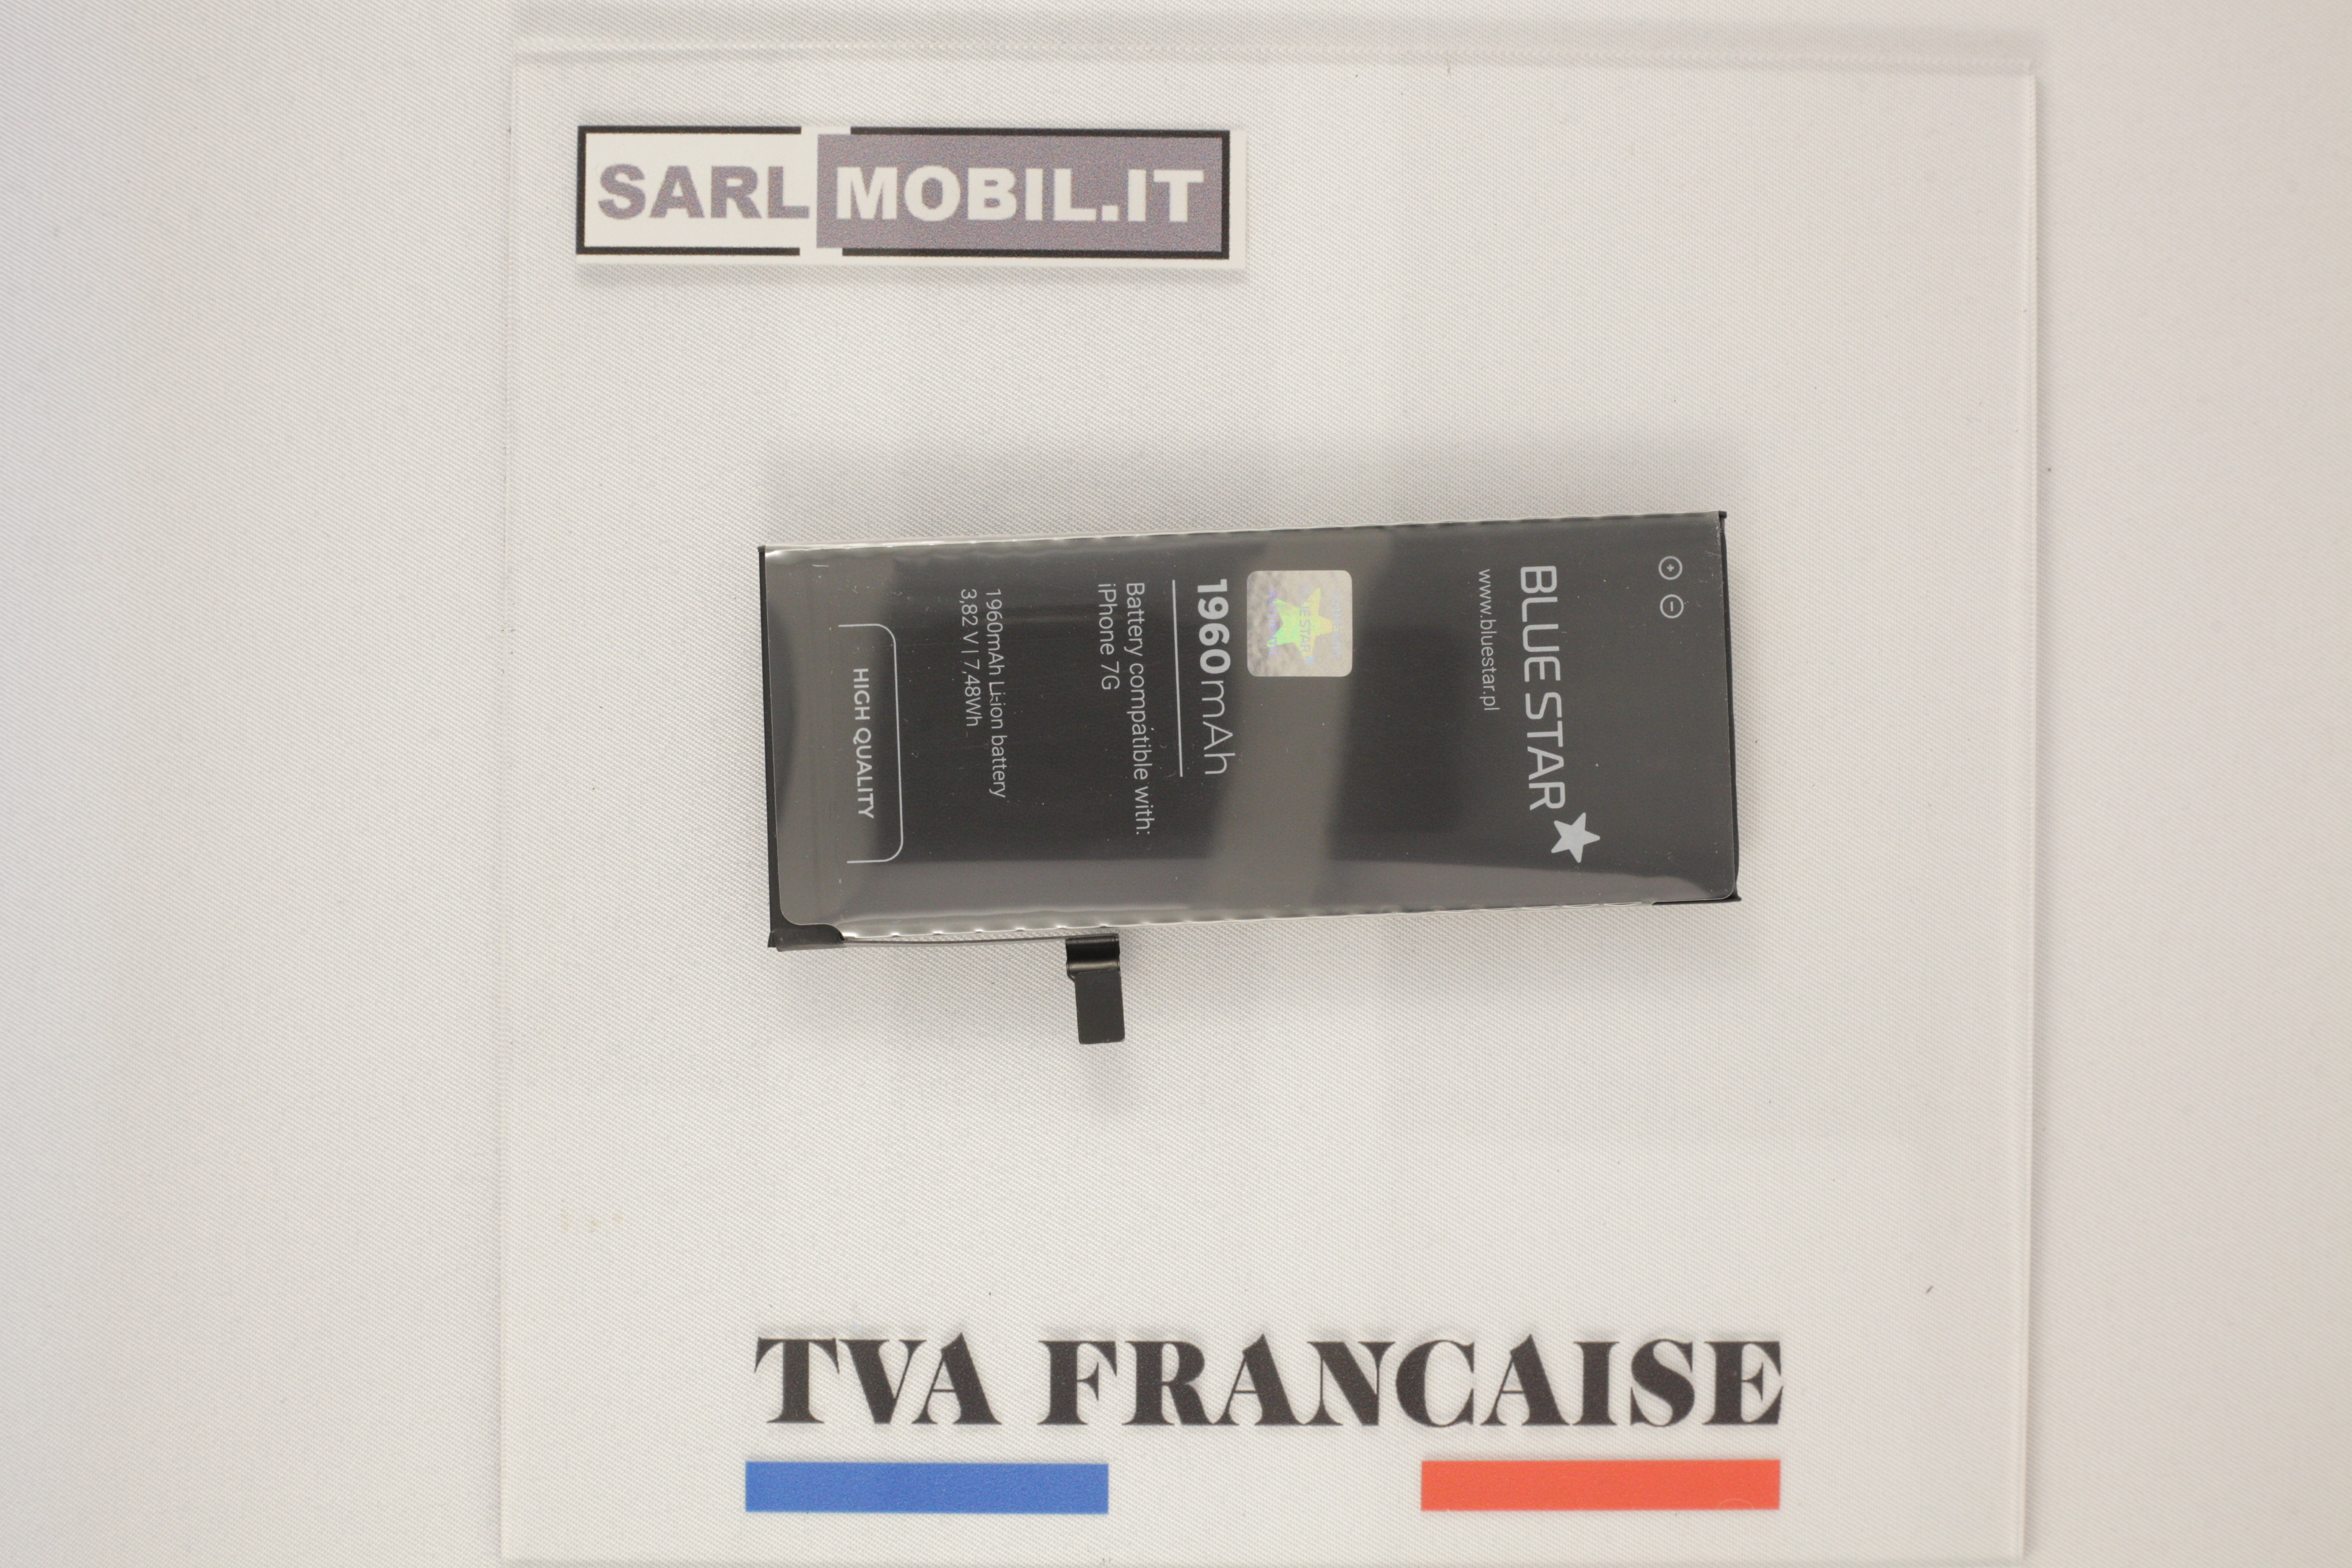 SARL MOBIL.IT
BLUE STAR
www.bluestar.pl
1960mAh
Battery compatible with:
iPhone 7G
1960mAh Li-ion battery
3,82 V | 7,48Wh
HIGH QUALITY
TVA FRANCAISE